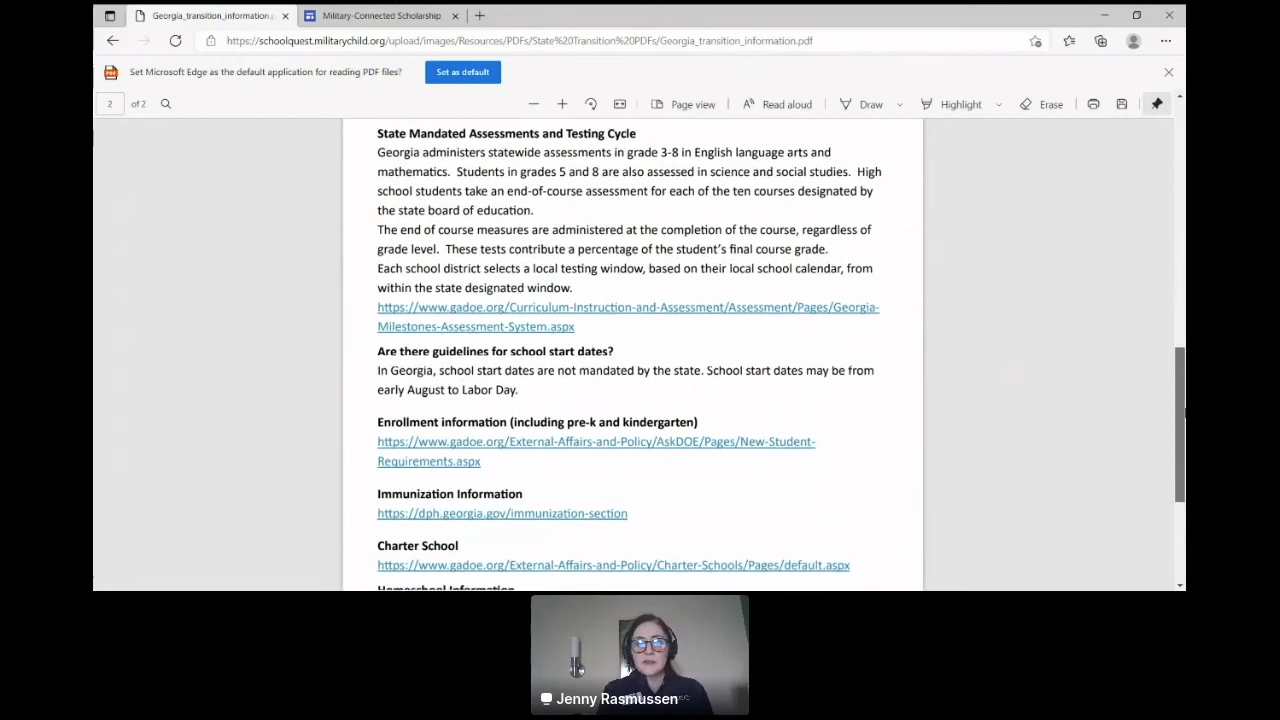 Georgia_transition_information.p
Military-Connected Scholarship
https://schoolquest.militarychild.org/upload/images/Resources/PDFs/State%20Transition%20PDFs/Georgia_transition_information.pdf
Set Microsoft Edge as the default application for reading PDF files?
Set as default
2 of 2
Page view
Read aloud
Draw
Highlight
Erase
State Mandated Assessments and Testing Cycle
Georgia administers statewide assessments in grade 3-8 in English language arts and
mathematics. Students in grades 5 and 8 are also assessed in science and social studies. High
school students take an end-of-course assessment for each of the ten courses designated by
the state board of education.
The end of course measures are administered at the completion of the course, regardless of
grade level. These tests contribute a percentage of the student's final course grade.
Each school district selects a local testing window, based on their local school calendar, from
within the state designated window.
https://www.gadoe.org/Curriculum-Instruction-and-Assessment/Assessment/Pages/Georgia-
Milestones-Assessment-System.aspx
Are there guidelines for school start dates?
In Georgia, school start dates are not mandated by the state. School start dates may be from
early August to Labor Day.
Enrollment information (including pre-k and kindergarten)
https://www.gadoe.org/External-Affairs-and-Policy/AskDOE/Pages/New-Student-
Requirements.aspx
Immunization Information
https://dph.georgia.gov/immunization-section
Charter School
https://www.gadoe.org/External-Affairs-and-Policy/Charter-Schools/Pages/default.aspx
Homeschool Information
Jenny Rasmussen